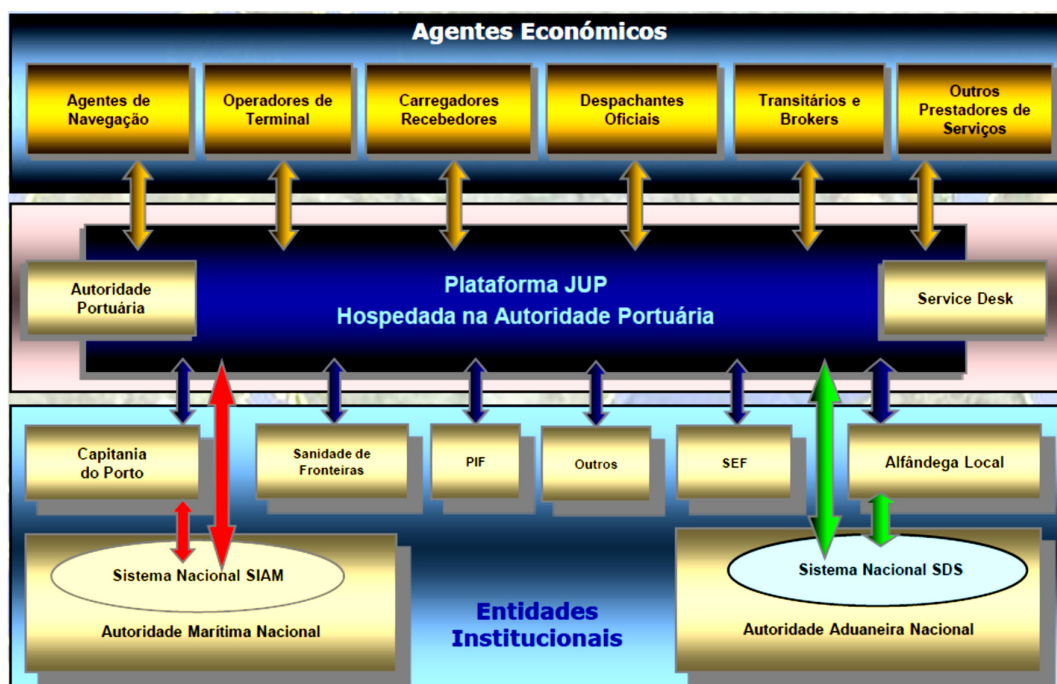 Agentes Económicos
Agentes de
Navegação
Operadores de
Terminal
Carregadores
Recebedores
Despachantes
Oficiais
Transitários e
Brokers
Outros
Prestadores de
Serviços
Autoridade
Portuária
Plataforma JUP
Hospedada na Autoridade Portuária
Service Desk
Capitania
do Porto
Sanidade de
Fronteiras
PIF
Outros
SEF
Alfândega Local
Sistema Nacional SIAM
Autoridade Marítima Nacional
Entidades
Institucionais
Sistema Nacional SDS
Autoridade Aduaneira Nacional